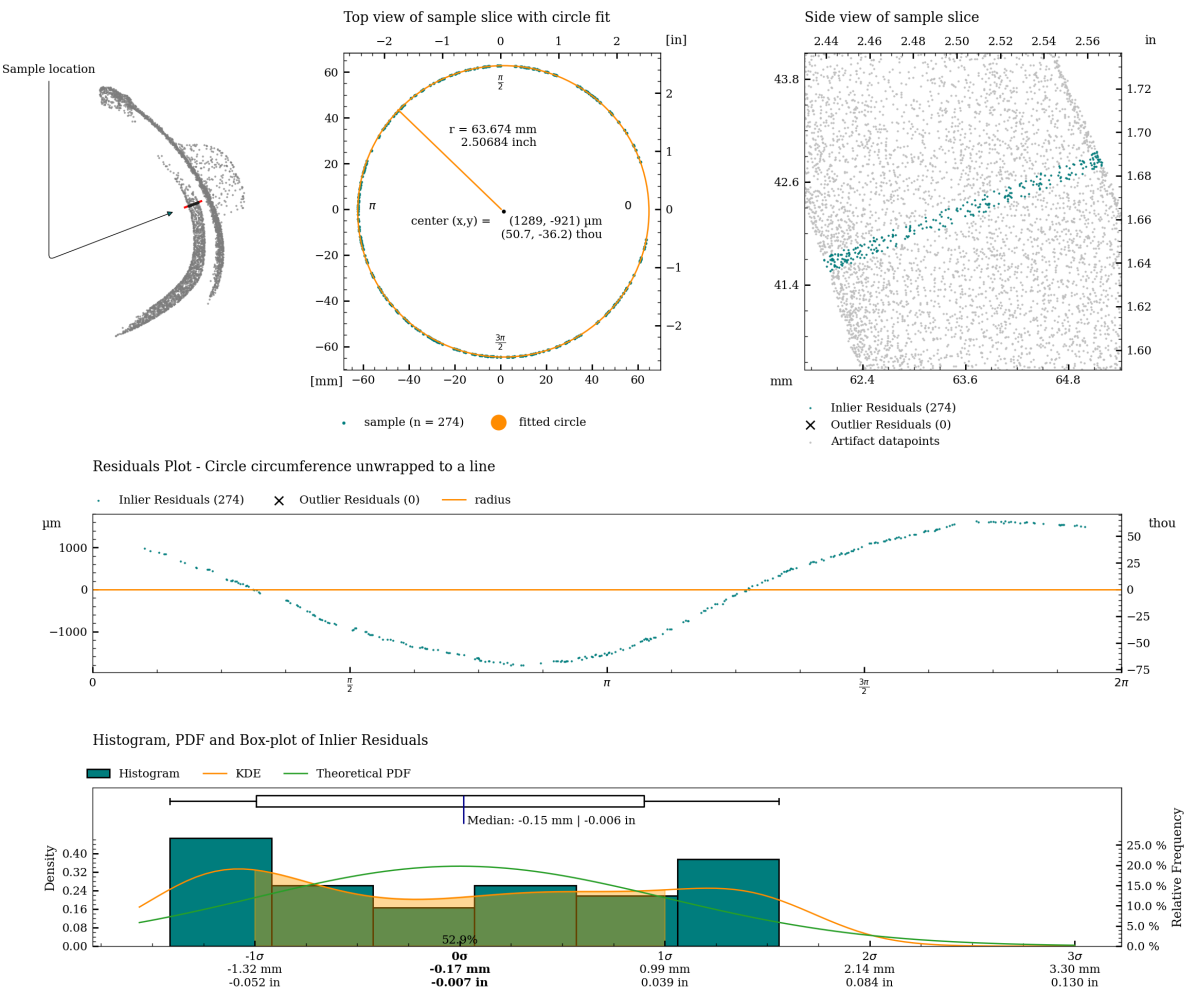 Top view of sample slice with circle fit
Side view of sample slice
−2 −1 0 1 2 [in]
2.44 2.46 2.48 2.50 2.52 2.54 2.56 in
Sample location
60
40
20
0
−20
−40
−60
2
1
0
−1
−2
π/2
r = 63.674 mm
2.50684 inch
π
0
center (x,y) = (1289, -921) µm
(50.7, -36.2) thou
3π/2
[mm] −60 −40 −20 0 20 40 60
43.8
42.6
41.4
1.72
1.70
1.68
1.66
1.64
1.62
1.60
mm 62.4 63.6 64.8
sample (n = 274) fitted circle
Inlier Residuals (274)
Outlier Residuals (0)
Artifact datapoints
Residuals Plot - Circle circumference unwrapped to a line
Inlier Residuals (274) Outlier Residuals (0) radius
µm
thou
1000
0
−1000
50
25
0
−25
−50
−75
0 π/2 π 3π/2 2π
Histogram, PDF and Box-plot of Inlier Residuals
Histogram KDE Theoretical PDF
Median: -0.15 mm | -0.006 in
Density
0.40
0.32
0.24
0.16
0.08
0.00
25.0 %
20.0 %
15.0 %
10.0 %
5.0 %
0.0 %
Relative Frequency
52.9%
-1σ 0σ 1σ 2σ 3σ
-1.32 mm -0.17 mm 0.99 mm 2.14 mm 3.30 mm
-0.052 in -0.007 in 0.039 in 0.084 in 0.130 in